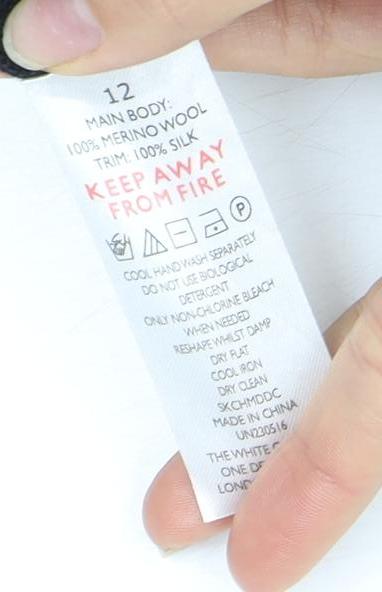 12
MAIN BODY:
100% MERINO WOOL
TRIM: 100% SILK
KEEP AWAY
FROM FIRE
P
COOL HAND WASH SEPARATELY
DO NOT USE BIOLOGICAL
DETERGENT
ONLY NON-CHLORINE BLEACH
WHEN NEEDED
RESHAPE WHILST DAMP
DRY FLAT
COOL IRON
DRY CLEAN
SKCHMDDC
MADE IN CHINA
UN230516
THE WHITE
ONE